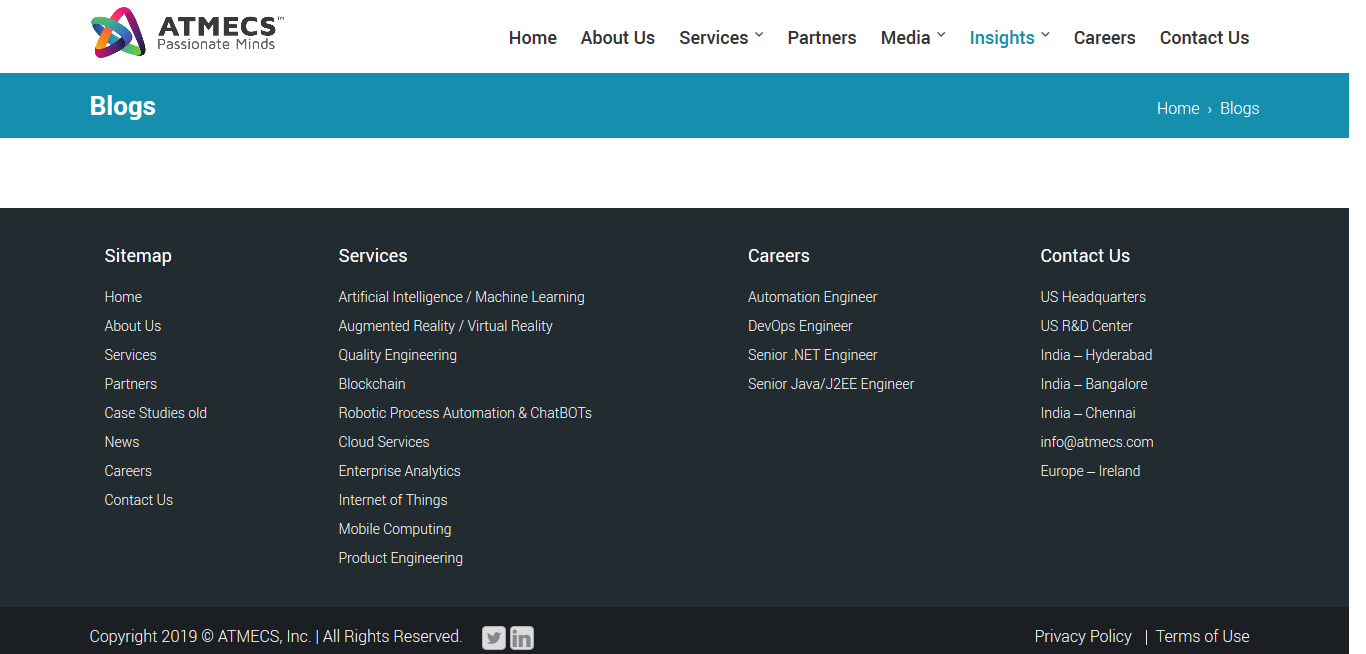 ATMECS™
Passionate Minds
Home About Us Services Partners Media Insights Careers Contact Us
Blogs
Home › Blogs
Sitemap
Home
About Us
Services
Partners
Case Studies old
News
Careers
Contact Us
Services
Artificial Intelligence / Machine Learning
Augmented Reality / Virtual Reality
Quality Engineering
Blockchain
Robotic Process Automation & ChatBOTs
Cloud Services
Enterprise Analytics
Internet of Things
Mobile Computing
Product Engineering
Careers
Automation Engineer
DevOps Engineer
Senior .NET Engineer
Senior Java/J2EE Engineer
Contact Us
US Headquarters
US R&D Center
India – Hyderabad
India – Bangalore
India – Chennai
info@atmecs.com
Europe – Ireland
Copyright 2019 © ATMECS, Inc. | All Rights Reserved. in
Privacy Policy | Terms of Use